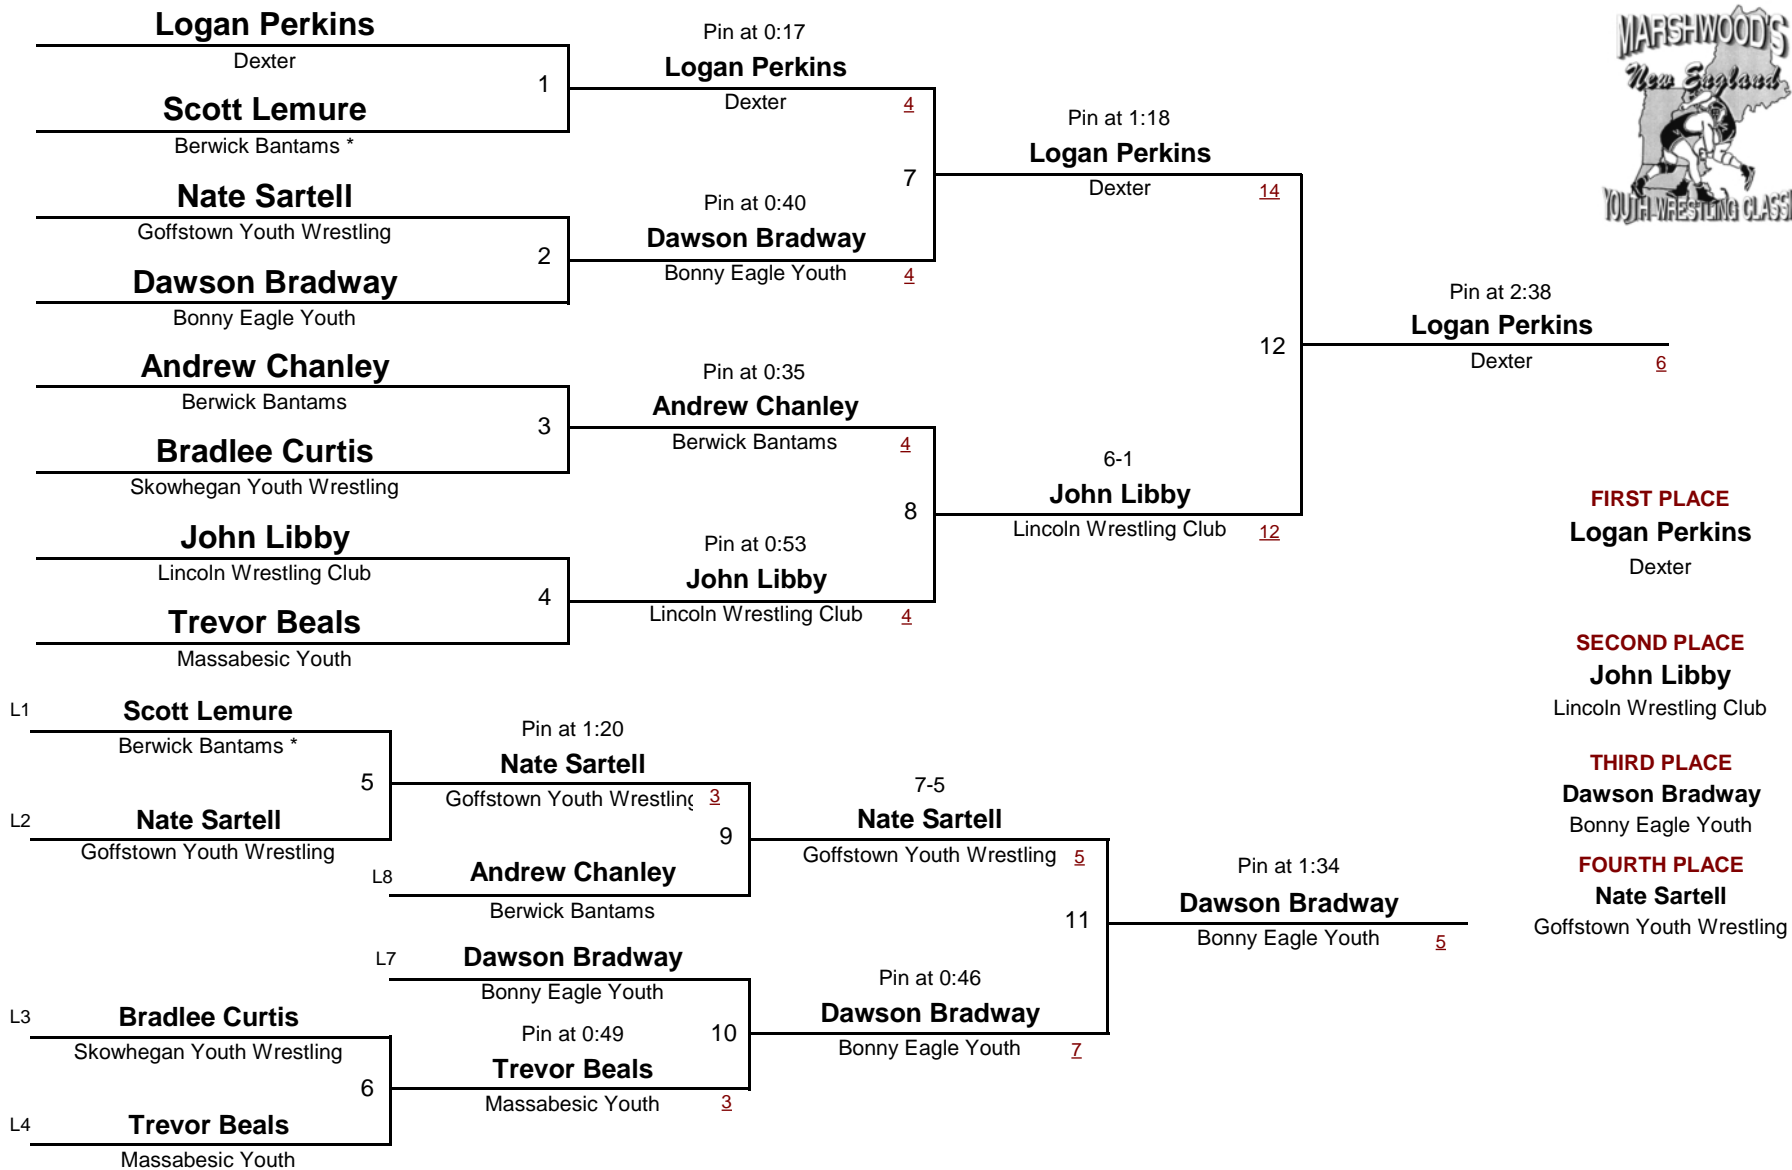 Logan Perkins
Dexter
1
Scott Lemure
Berwick Bantams *
Nate Sartell
Goffstown Youth Wrestling
2
Dawson Bradway
Bonny Eagle Youth
Andrew Chanley
Berwick Bantams
3
Bradlee Curtis
Skowhegan Youth Wrestling
John Libby
Lincoln Wrestling Club
4
Trevor Beals
Massabesic Youth
Pin at 0:17
Logan Perkins
Dexter 4
7
Pin at 0:40
Dawson Bradway
Bonny Eagle Youth 4
Pin at 0:35
Andrew Chanley
Berwick Bantams 4
8
Pin at 0:53
John Libby
Lincoln Wrestling Club 4
Pin at 1:18
Logan Perkins
Dexter 14
12
6-1
John Libby
Lincoln Wrestling Club 12
Pin at 2:38
Logan Perkins
Dexter 6
MARSHWOOD'S
New England
YOUTH WRESTLING CLASSI
FIRST PLACE
Logan Perkins
Dexter
SECOND PLACE
John Libby
Lincoln Wrestling Club
THIRD PLACE
Dawson Bradway
Bonny Eagle Youth
FOURTH PLACE
Nate Sartell
Goffstown Youth Wrestling
L1 Scott Lemure
Berwick Bantams *
5
L2 Nate Sartell
Goffstown Youth Wrestling
L3 Bradlee Curtis
Skowhegan Youth Wrestling
6
L4 Trevor Beals
Massabesic Youth
Pin at 1:20
Nate Sartell
Goffstown Youth Wrestling 3
9
L8 Andrew Chanley
Berwick Bantams
L7 Dawson Bradway
Bonny Eagle Youth
Pin at 0:49 10
Trevor Beals
Massabesic Youth 3
7-5
Nate Sartell
Goffstown Youth Wrestling 5
11
Pin at 0:46
Dawson Bradway
Bonny Eagle Youth 7
Pin at 1:34
Dawson Bradway
Bonny Eagle Youth 5